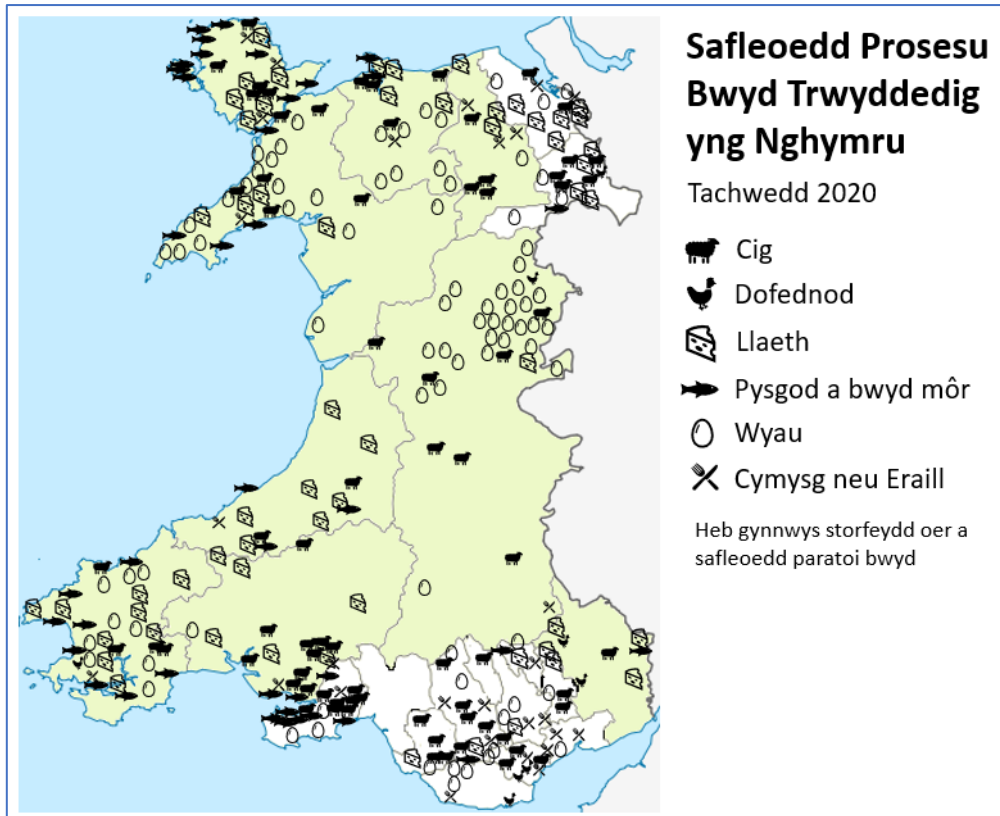 Safleoedd Prosesu
Bwyd Trwyddedig
yng Nghymru
Tachwedd 2020
Cig
Dofednod
Llaeth
Pysgod a bwyd môr
Wyau
Cymysg neu Eraill
Heb gynnwys storfeydd oer a
safleoedd paratoi bwyd